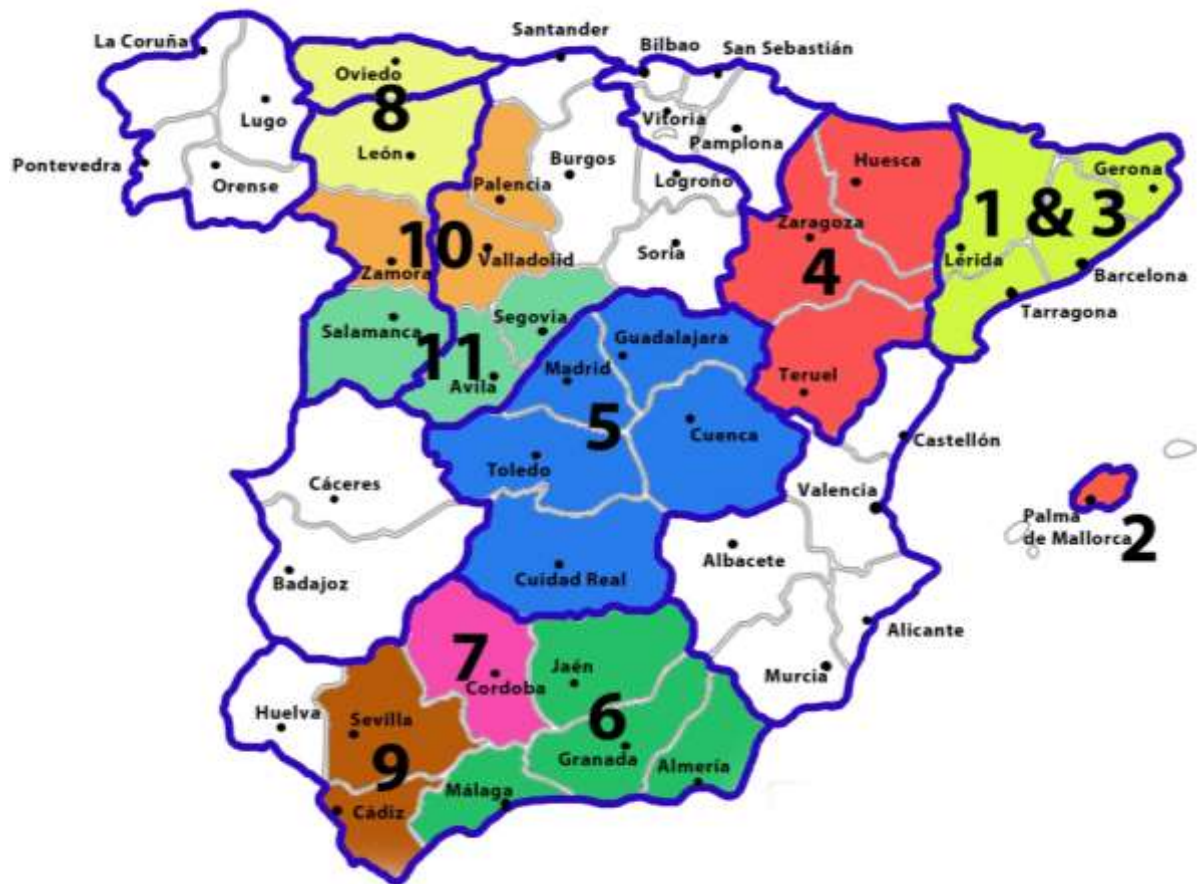 La Coruña
Santander
Bilbao
San Sebastián
Oviedo
8
Lugo
Vitoria
Pamplona
León
Pontevedra
Orense
Burgos
Huesca
Gerona
Palencia
Logroño
1 & 3
Zaragoza
10
Valladolid
Soria
4
Lérida
Zamora
Barcelona
Tarragona
Salamanca
Segovia
Guadalajara
11
Avila
Madrid
Teruel
5
Cuenca
Castellón
Toledo
Cáceres
Valencia
Palma
de Mallorca
2
Albacete
Badajoz
Cuidad Real
Alicante
7
Jaén
Murcia
Cordoba
Huelva
Sevilla
6
Granada
9
Almería
Málaga
Cádiz